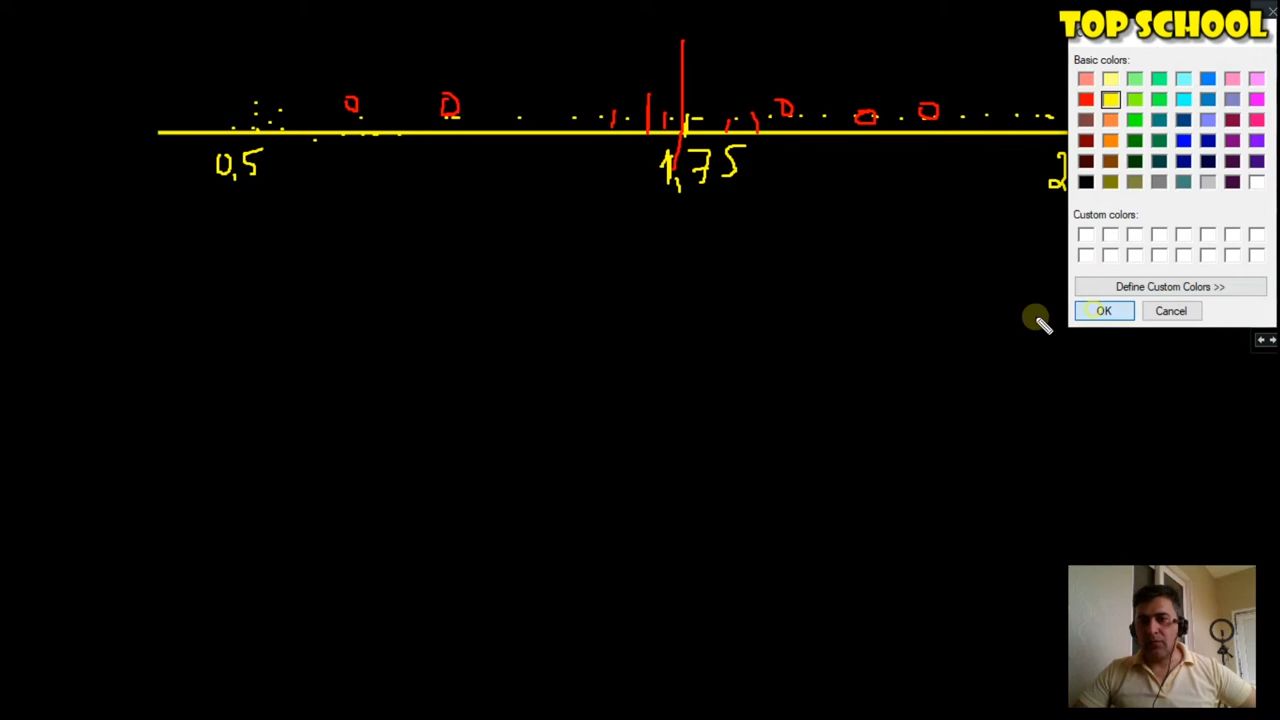 TOP SCHOOL
Basic colors:
0,5
1,75
2
Custom colors:
Define Custom Colors >>
OK
Cancel